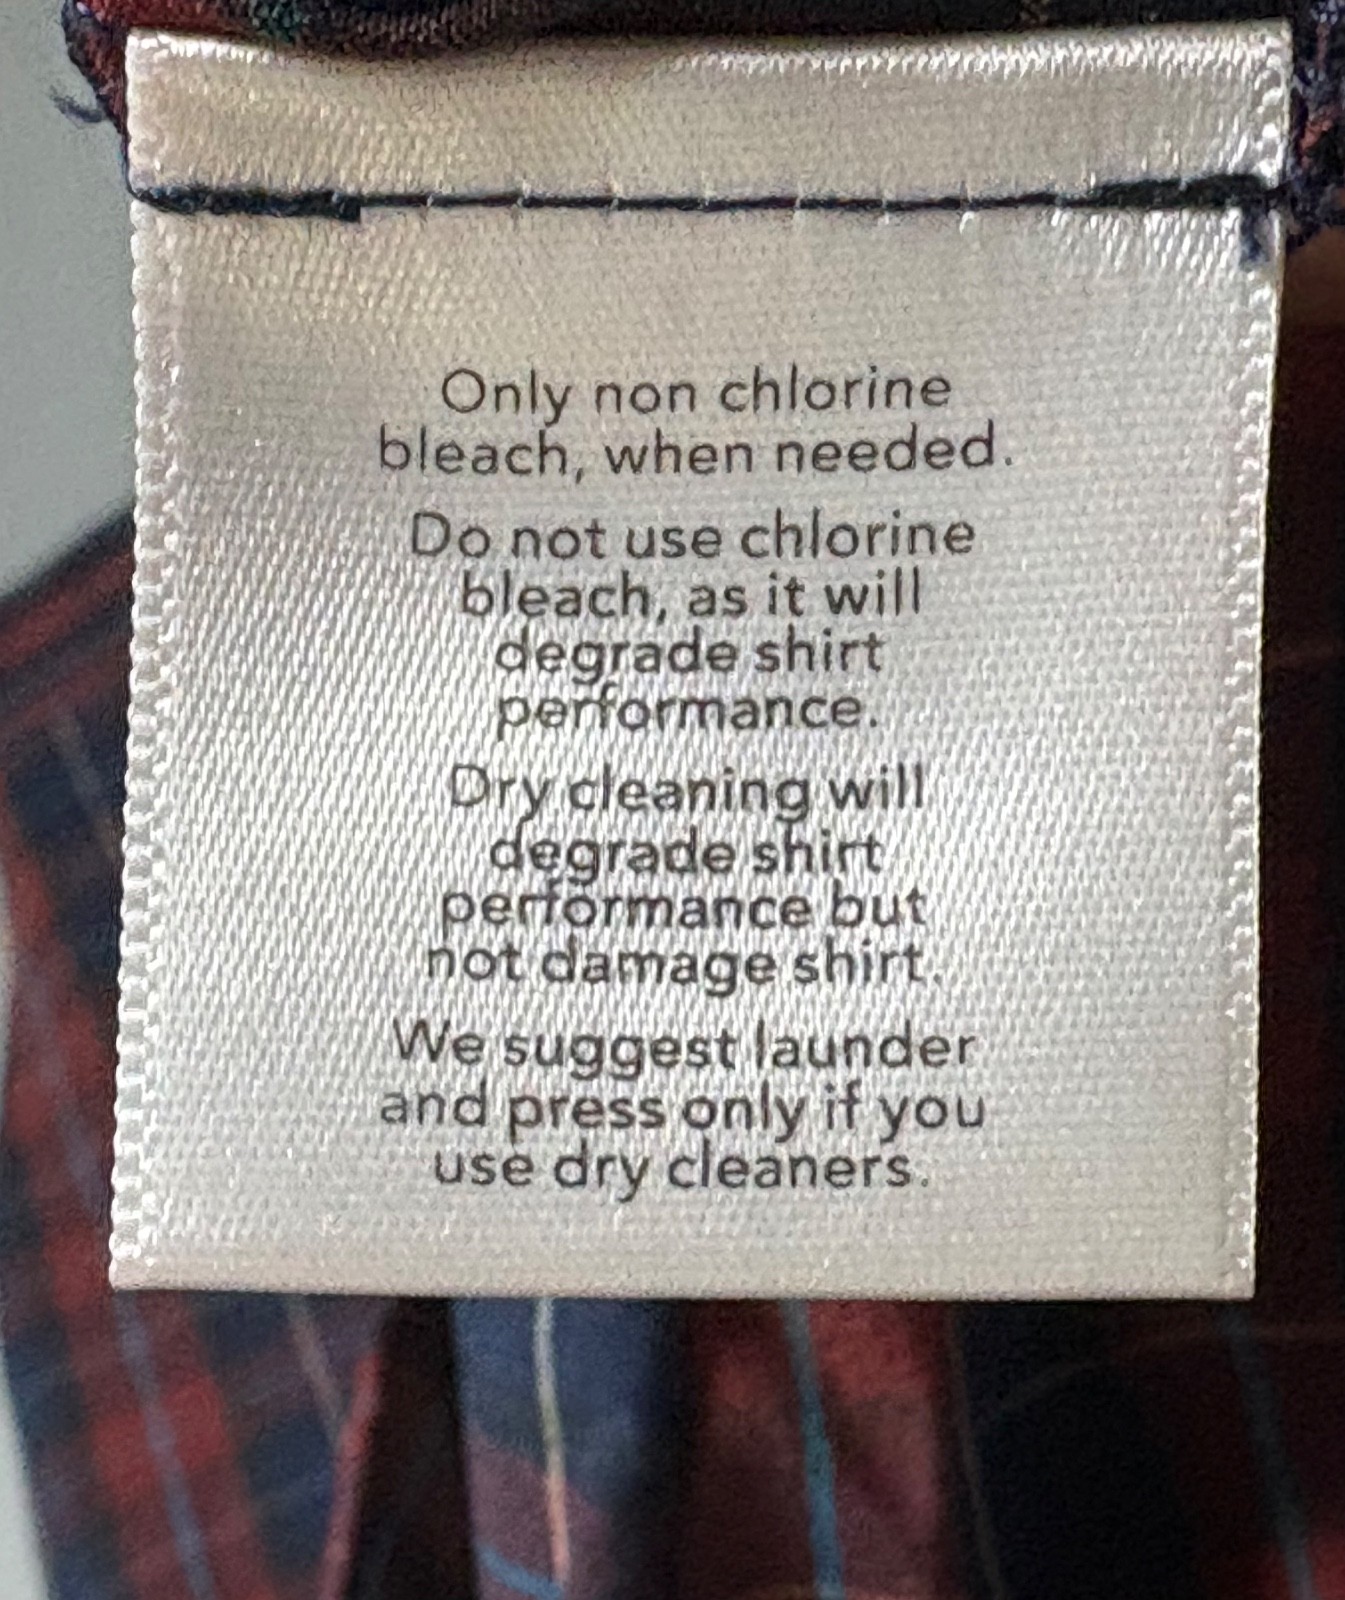 Only non chlorine
bleach, when needed.
Do not use chlorine
bleach, as it will
degrade shirt
performance.
Dry cleaning will
degrade shirt
performance but
not damage shirt.
We suggest launder
and press only if you
use dry cleaners.